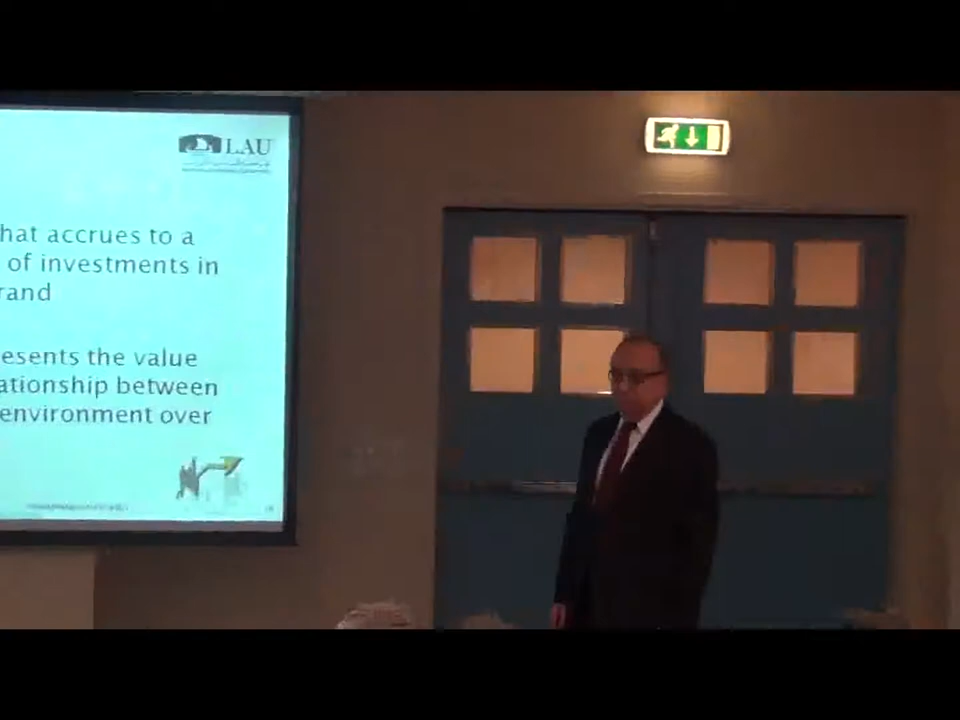 LAU
hat accrues to a
of investments in
rand
esents the value
ationship between
environment over